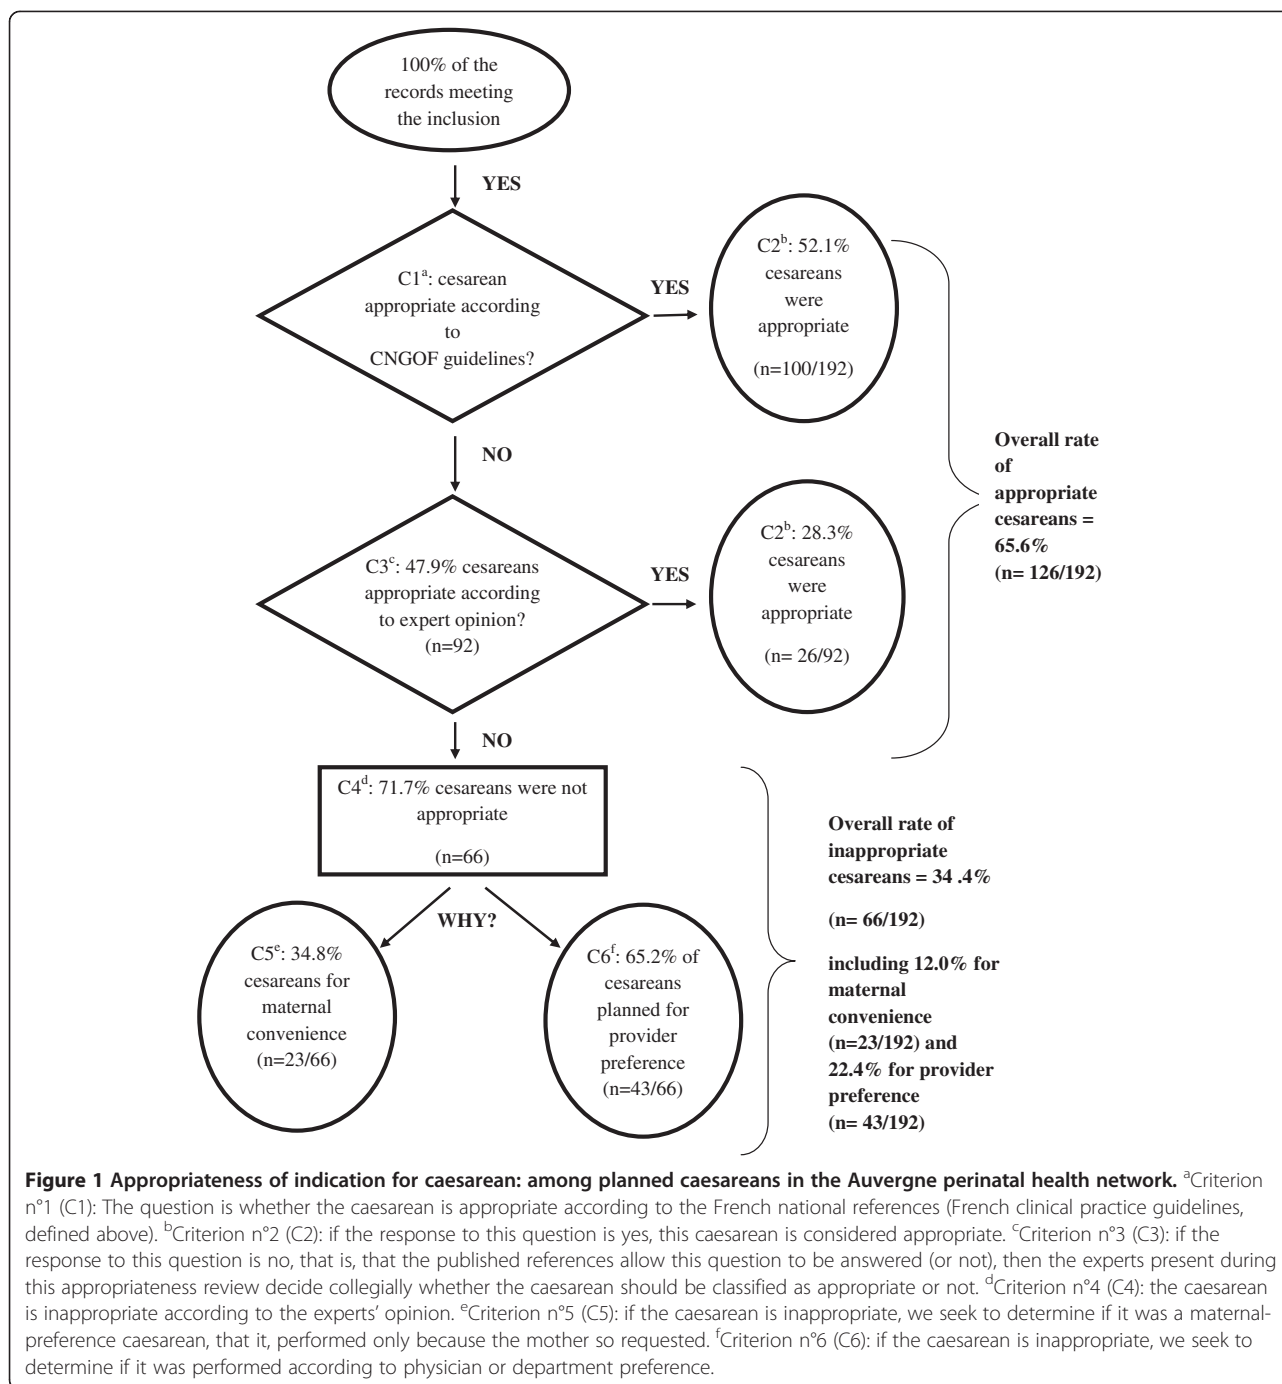 100% of the
records meeting
the inclusion
YES
C1a: cesarean
appropriate according
to
CNGOF guidelines?
YES
C2b: 52.1%
cesareans
were
appropriate
(n=100/192)
NO
C3c: 47.9% cesareans
appropriate according
to expert opinion?
(n=92)
YES
C2b: 28.3%
cesareans
were
appropriate
(n= 26/92)
Overall rate
of
appropriate
cesareans =
65.6%
(n= 126/192)
NO
C4d: 71.7% cesareans were not
appropriate
(n=66)
WHY?
C5e: 34.8%
cesareans for
maternal
convenience
(n=23/66)
C6f: 65.2% of
cesareans
planned for
provider
preference
(n=43/66)
Overall rate of
inappropriate
cesareans = 34 .4%
(n= 66/192)
including 12.0% for
maternal
convenience
(n=23/192) and
22.4% for provider
preference
(n= 43/192)
Figure 1 Appropriateness of indication for caesarean: among planned caesareans in the Auvergne perinatal health network. aCriterion
n°1 (C1): The question is whether the caesarean is appropriate according to the French national references (French clinical practice guidelines,
defined above). bCriterion n°2 (C2): if the response to this question is yes, this caesarean is considered appropriate. cCriterion n°3 (C3): if the
response to this question is no, that is, that the published references allow this question to be answered (or not), then the experts present during
this appropriateness review decide collegially whether the caesarean should be classified as appropriate or not. dCriterion n°4 (C4): the caesarean
is inappropriate according to the experts' opinion. eCriterion n°5 (C5): if the caesarean is inappropriate, we seek to determine if it was a maternal-
preference caesarean, that it, performed only because the mother so requested. fCriterion n°6 (C6): if the caesarean is inappropriate, we seek to
determine if it was performed according to physician or department preference.